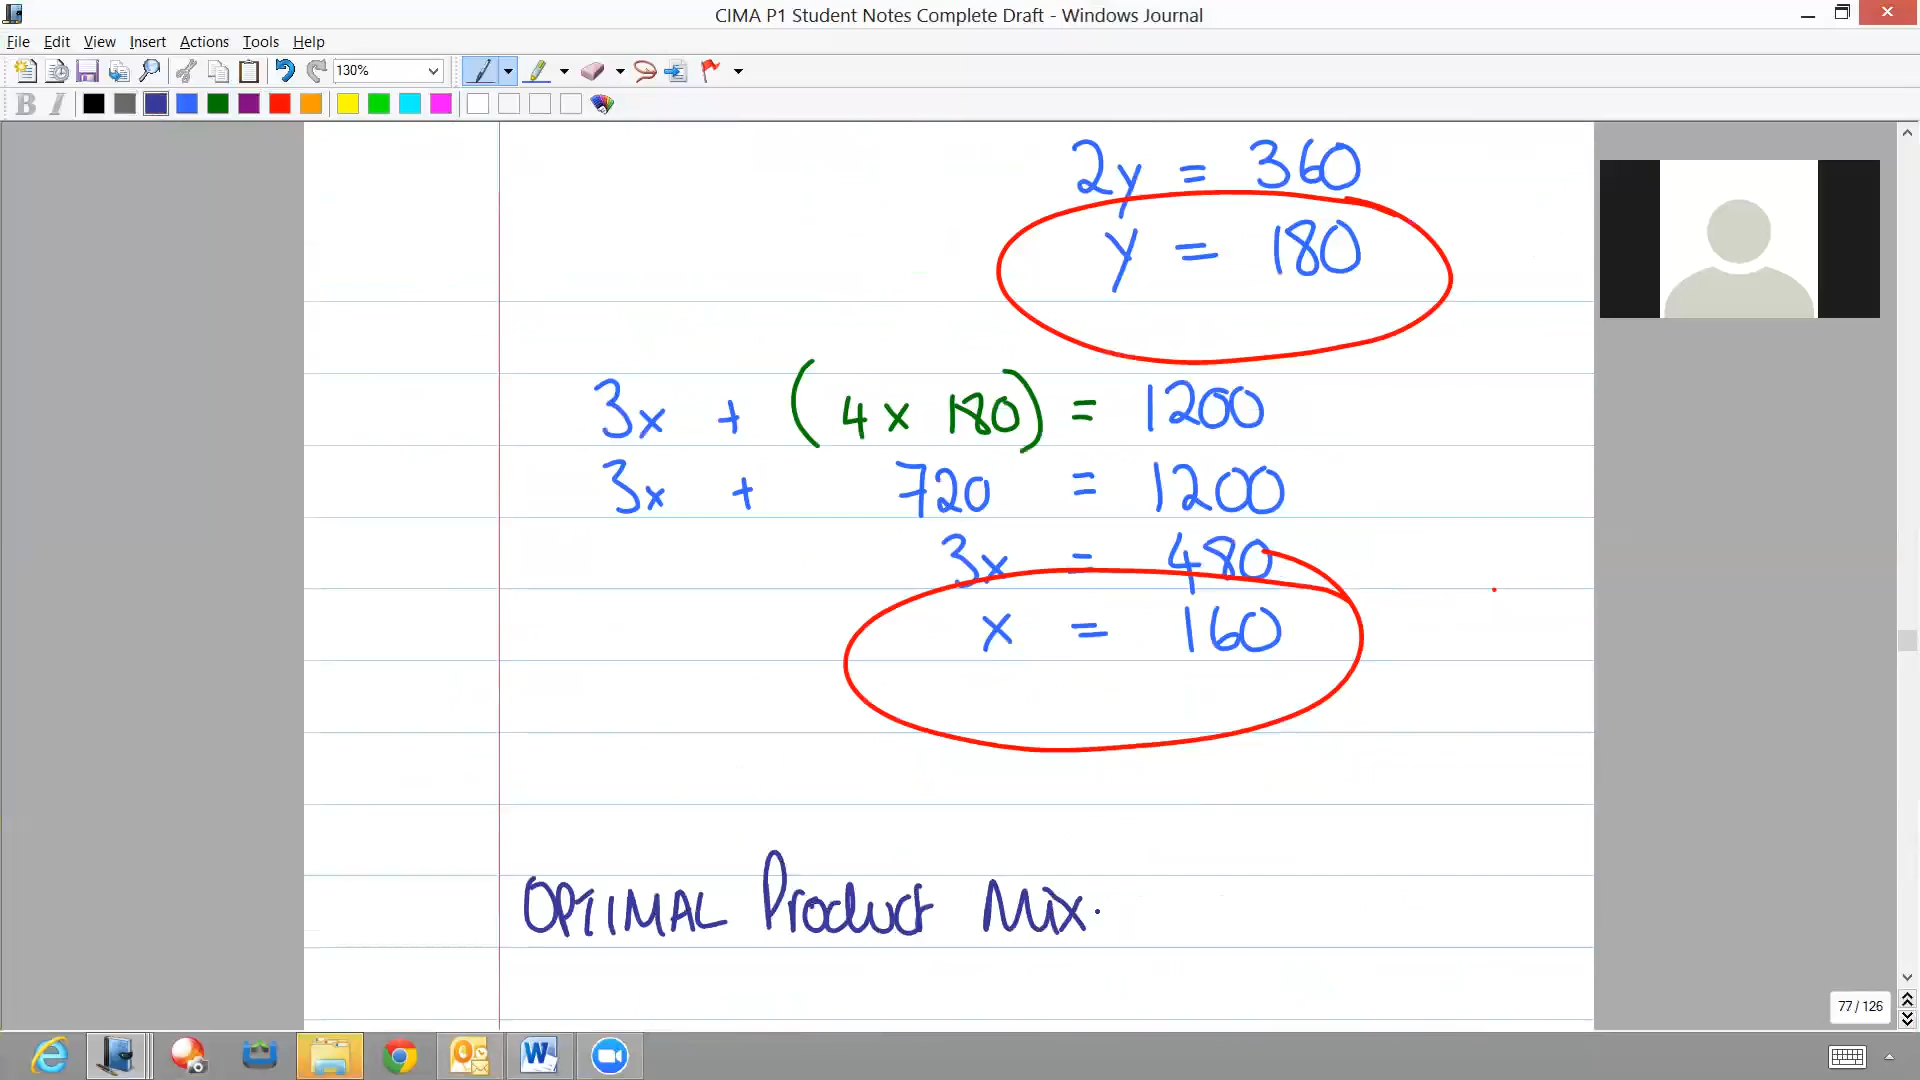 CIMA P1 Student Notes Complete Draft - Windows Journal
File Edit View Insert Actions Tools Help
130%
B I
2y = 360
y = 180
3x + (4 x 180) = 1200
3x + 720 = 1200
3x = 480
x = 160
OPTIMAL Product Mix.
77 / 126